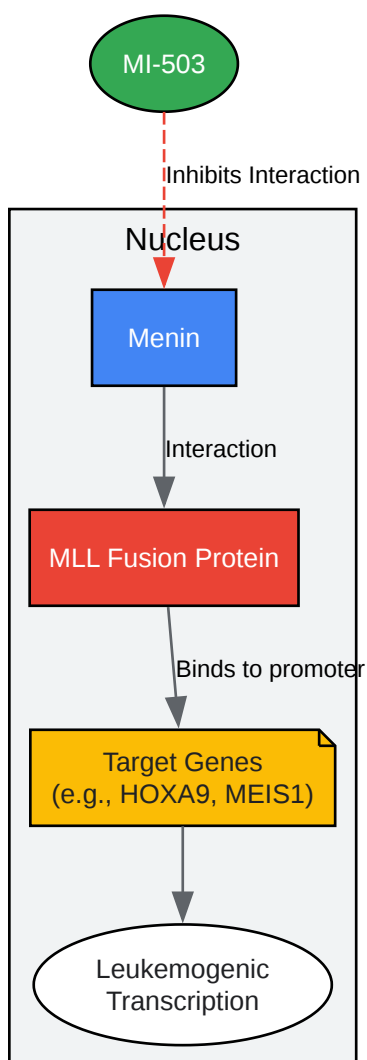 MI-503
Inhibits Interaction
Nucleus
Menin
Interaction
MLL Fusion Protein
Binds to promoter
Target Genes
(e.g., HOXA9, MEIS1)
Leukemogenic
Transcription